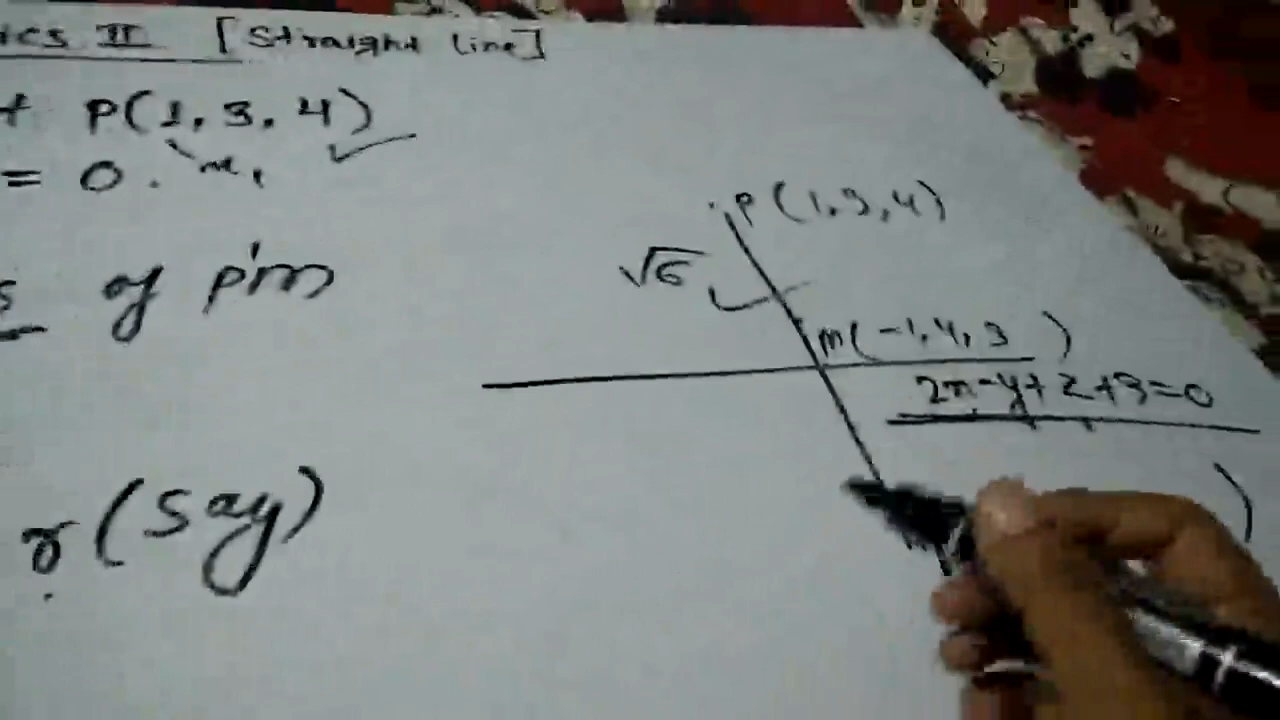 ics II [Straight line]
+ P(1, 3, 4)
= 0.
P(1,3,4)
√6
of p'm
m(-1,4,3)
2x-y+z+3=0
r(say)
)